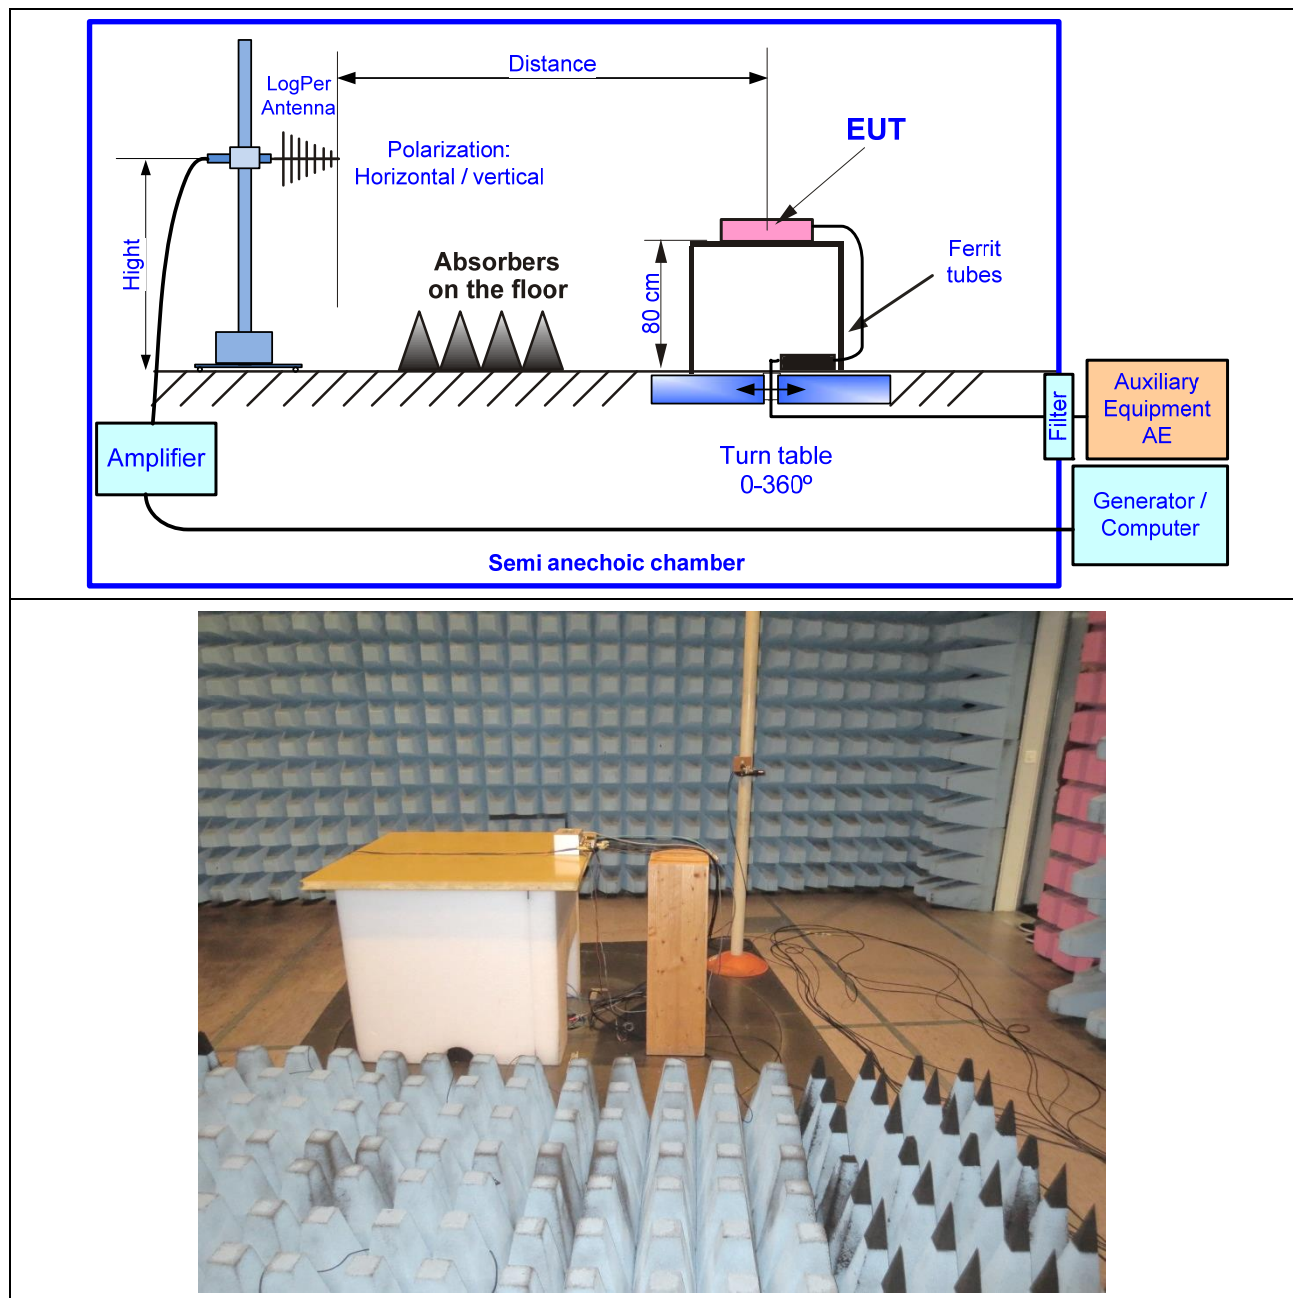 Distance
LogPer
Antenna
EUT
Polarization:
Horizontal / vertical
Hight
Absorbers
on the floor
80 cm
Ferrit
tubes
Filter
Auxiliary
Equipment
AE
Amplifier
Turn table
0-360º
Generator /
Computer
Semi anechoic chamber